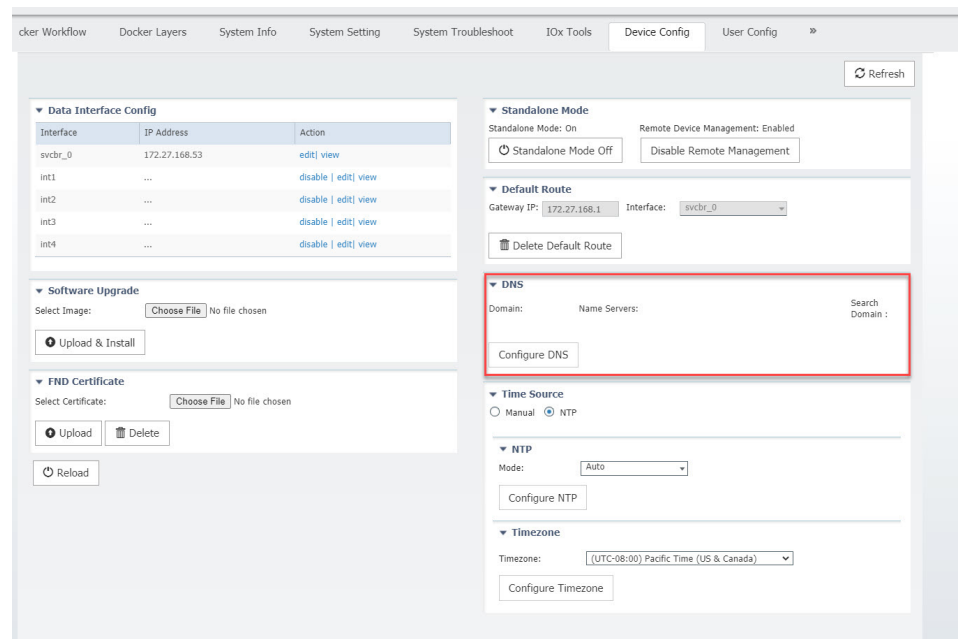 cker Workflow Docker Layers System Info System Setting System Troubleshoot IOx Tools Device Config User Config »
Refresh
Data Interface Config
Interface IP Address Action
svcbr_0 172.27.168.53 edit| view
int1 ... disable | edit| view
int2 ... disable | edit| view
int3 ... disable | edit| view
int4 ... disable | edit| view
Software Upgrade
Select Image: Choose File No file chosen
Upload & Install
FND Certificate
Select Certificate: Choose File No file chosen
Upload Delete
Reload
Standalone Mode
Standalone Mode: On Remote Device Management: Enabled
Standalone Mode Off Disable Remote Management
Default Route
Gateway IP: 172.27.168.1 Interface: svcbr_0
Delete Default Route
DNS
Domain: Name Servers: Search
Domain :
Configure DNS
Time Source
Manual NTP
NTP
Mode: Auto
Configure NTP
Timezone
Timezone: (UTC-08:00) Pacific Time (US & Canada)
Configure Timezone